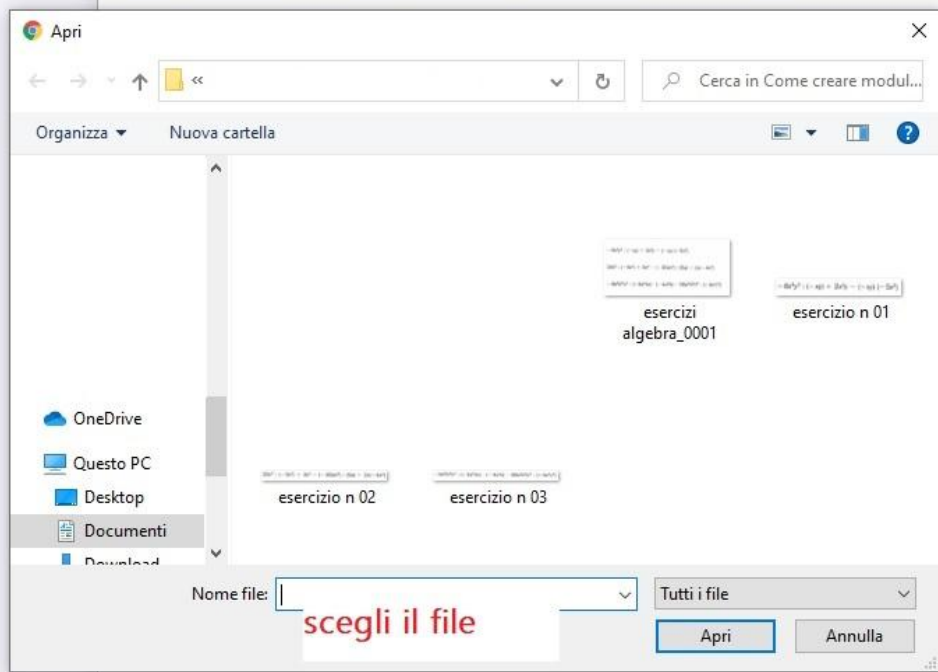 Apri
«
Cerca in Come creare modul...
Organizza
Nuova cartella
esercizi
algebra_0001
esercizio n 01
OneDrive
Questo PC
Desktop
Documenti
Download
esercizio n 02
esercizio n 03
Nome file:
Tutti i file
scegli il file
Apri
Annulla